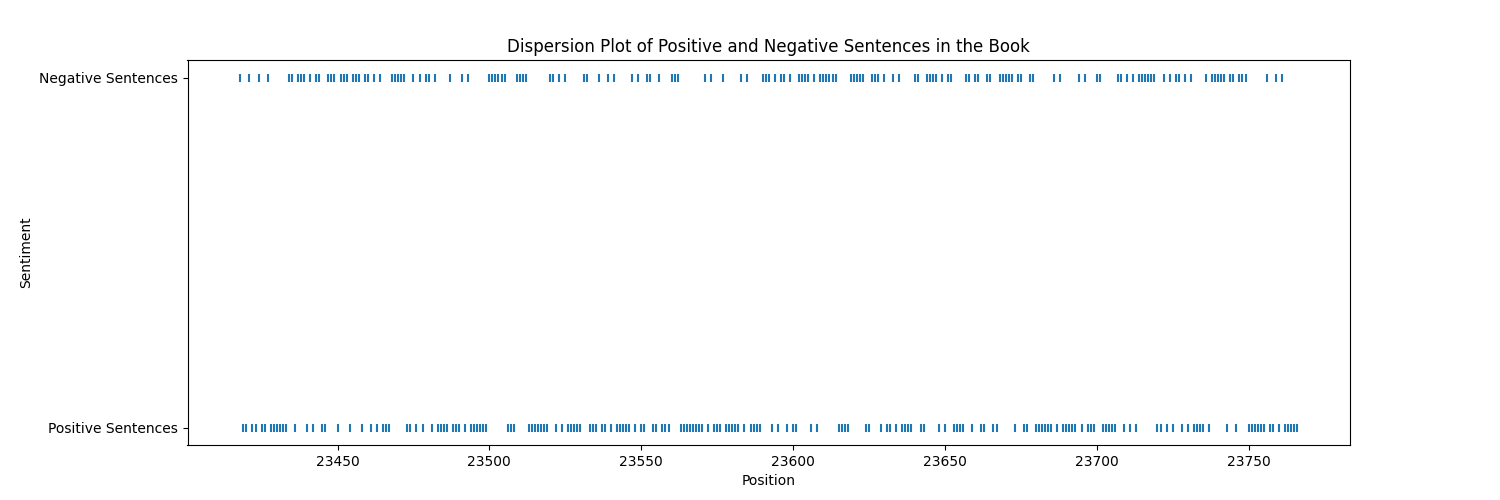 Dispersion Plot of Positive and Negative Sentences in the Book
Negative Sentences
Sentiment
Positive Sentences
23450 23500 23550 23600 23650 23700 23750
Position